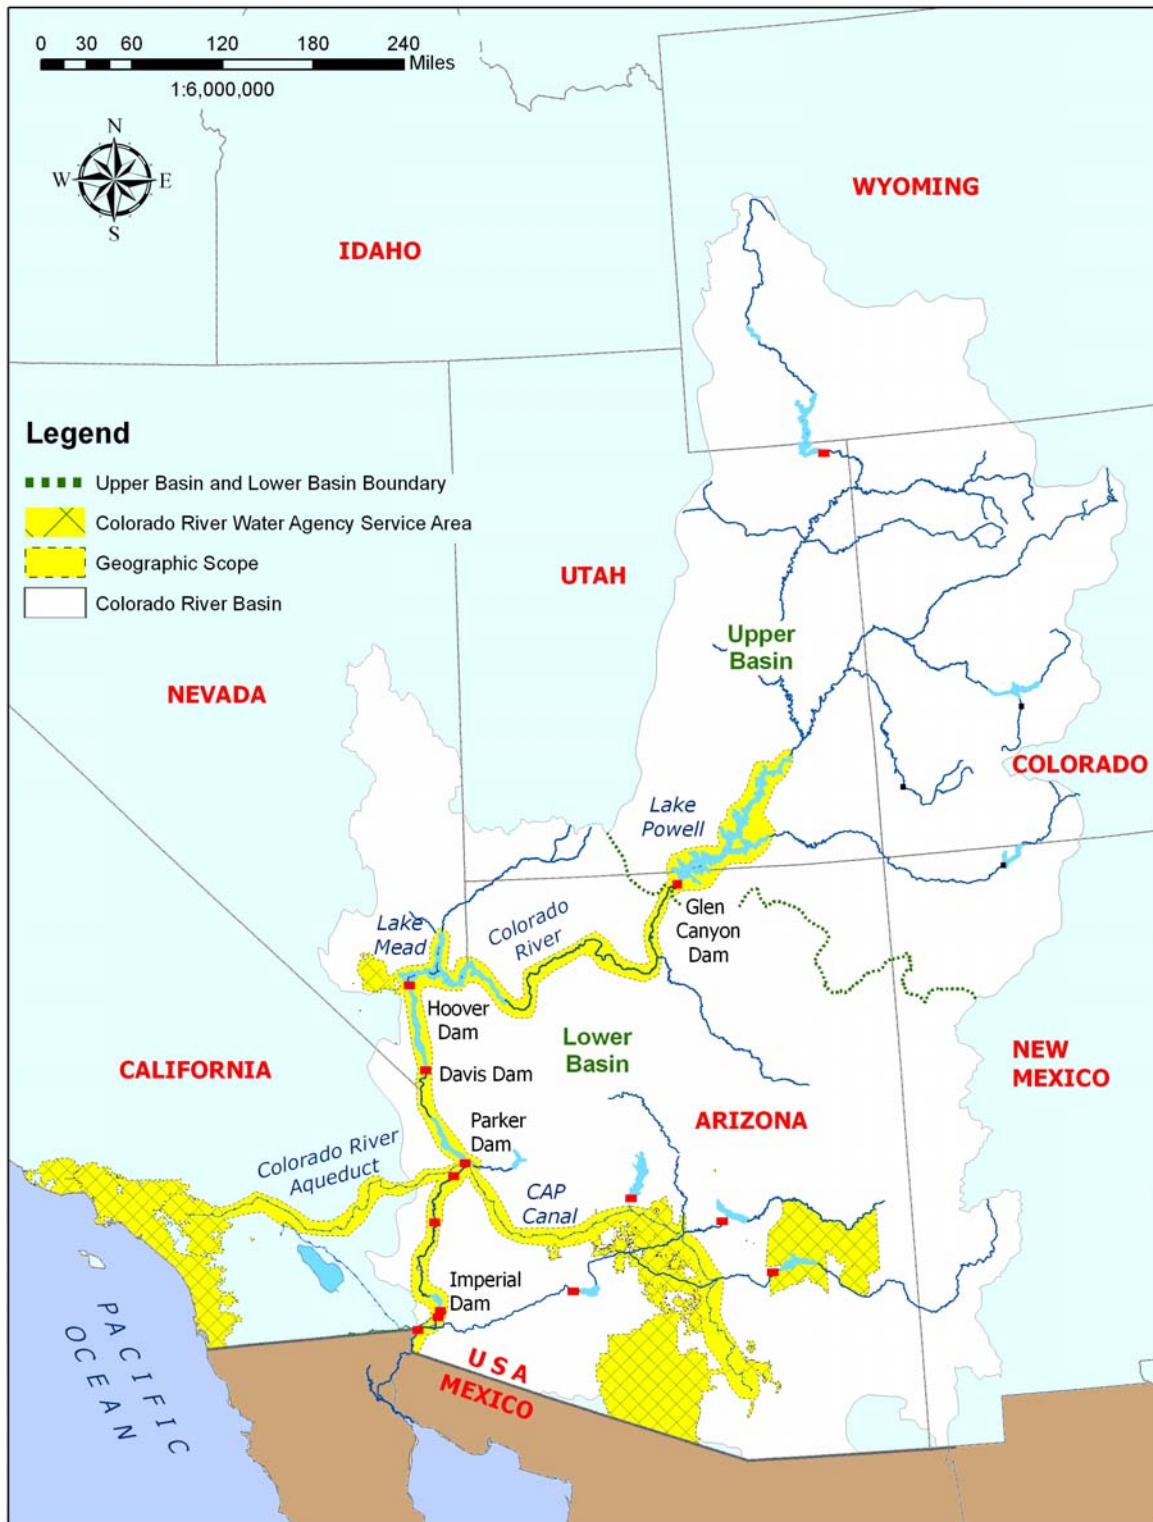 0 30 60 120 180 240
Miles
1:6,000,000
N
W E
S
WYOMING
IDAHO
Legend
Upper Basin and Lower Basin Boundary
Colorado River Water Agency Service Area
Geographic Scope
Colorado River Basin
UTAH
Upper
Basin
NEVADA
COLORADO
Lake
Powell
Glen
Canyon
Dam
Lake
Mead
Colorado
River
Hoover
Dam
Lower
Basin
NEW
MEXICO
CALIFORNIA
Davis Dam
ARIZONA
Parker
Dam
Colorado River
Aqueduct
CAP
Canal
Imperial
Dam
PACIFIC
OCEAN
USA
MEXICO